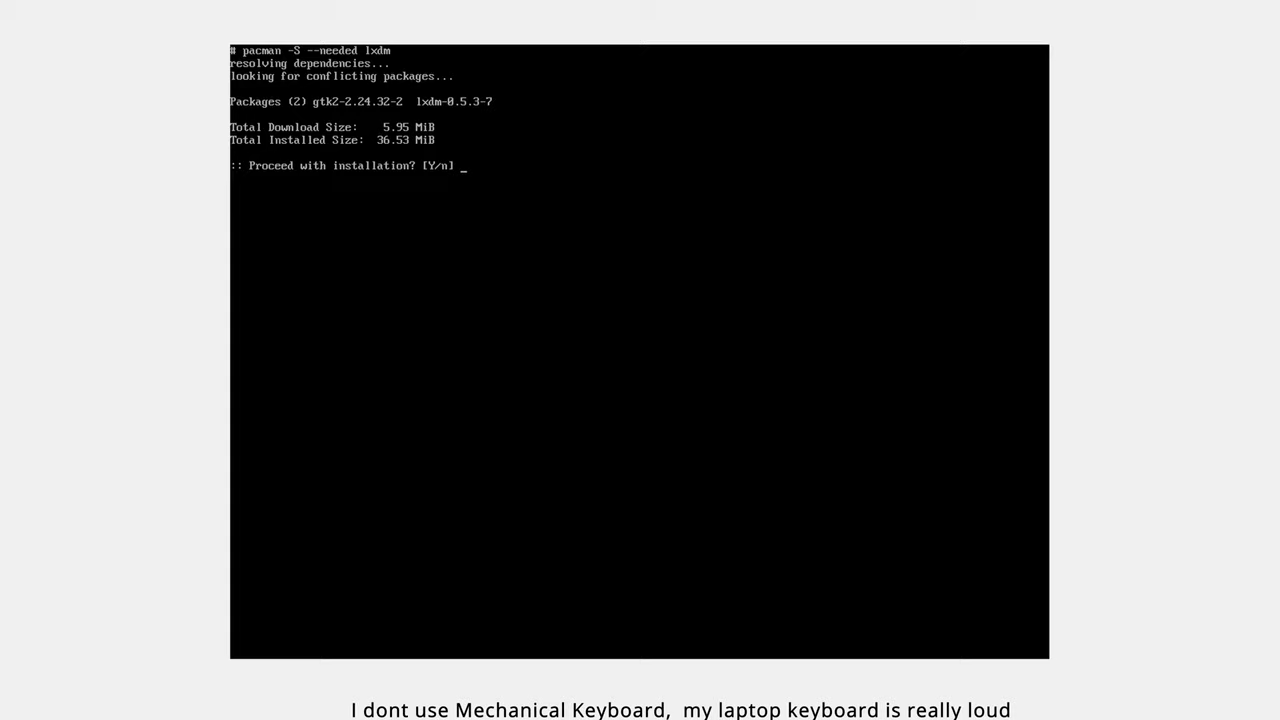 # pacman -S --needed lxdm
resolving dependencies...
looking for conflicting packages...
Packages (2) gtk2-2.24.32-2  lxdm-0.5.3-7
Total Download Size:    5.95 MiB
Total Installed Size:  36.53 MiB
:: Proceed with installation? [Y/n] _
I dont use Mechanical Keyboard,  my laptop keyboard is really loud